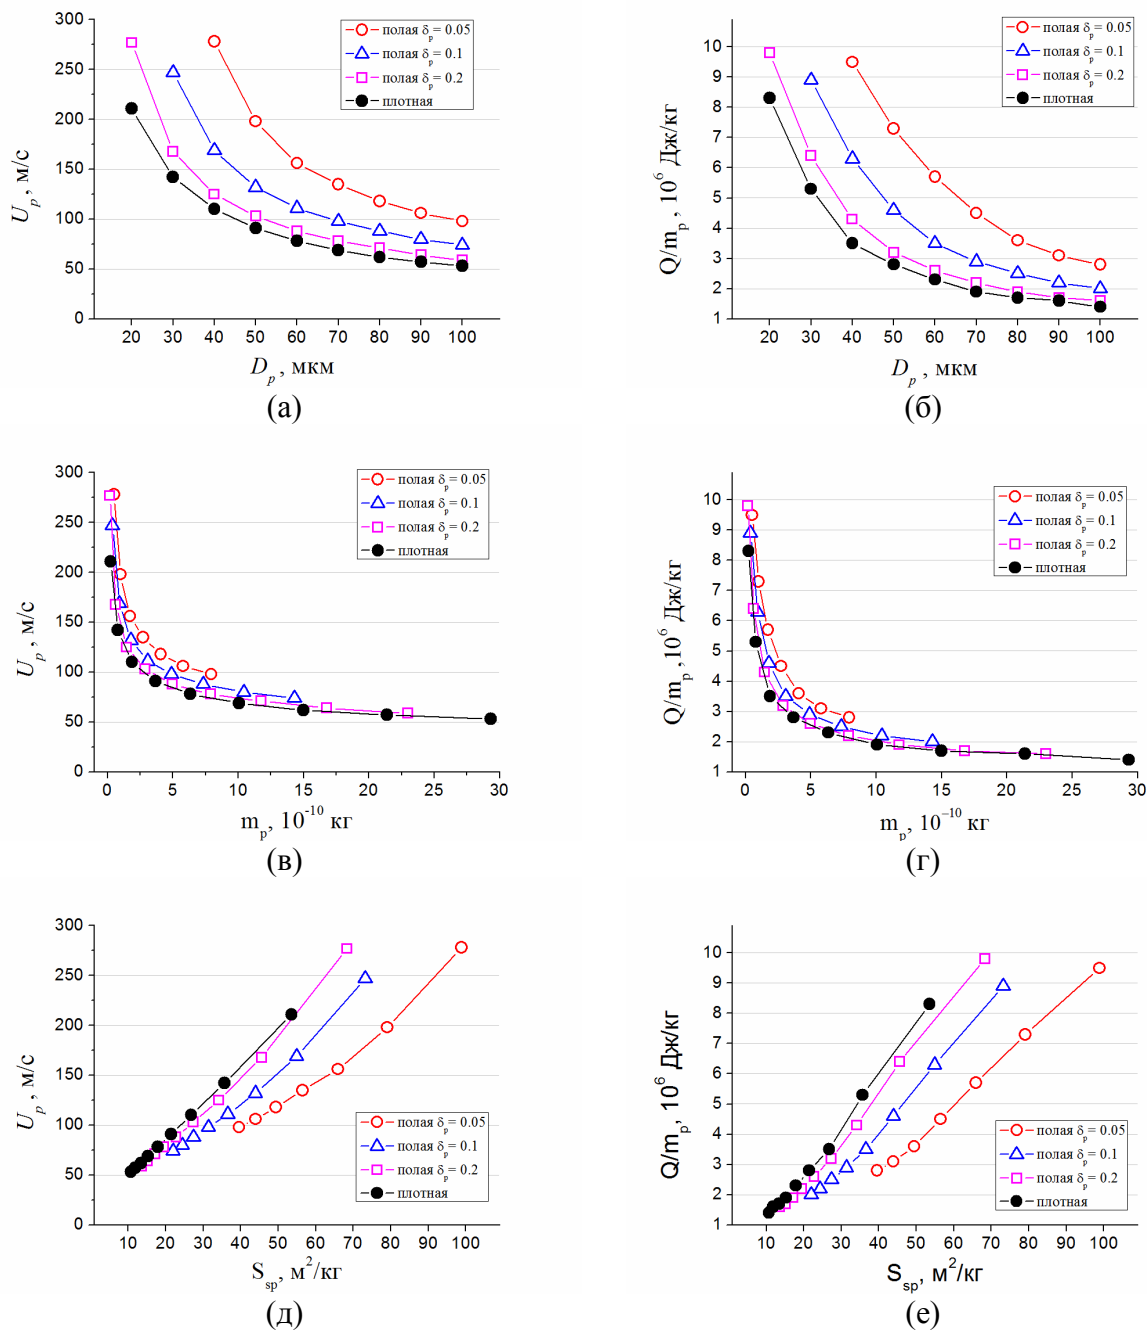 300
250
200
150
100
50
0
U_p , м/с
полая δ_p = 0.05
полая δ_p = 0.1
полая δ_p = 0.2
плотная
20 30 40 50 60 70 80 90 100
D_p , мкм
(а)
10
9
8
7
6
5
4
3
2
1
Q/m_p, 10^6 Дж/кг
полая δ_p = 0.05
полая δ_p = 0.1
полая δ_p = 0.2
плотная
20 30 40 50 60 70 80 90 100
D_p , мкм
(б)
300
250
200
150
100
50
0
U_p , м/с
полая δ_p = 0.05
полая δ_p = 0.1
полая δ_p = 0.2
плотная
0 5 10 15 20 25 30
m_p, 10^-10 кг
(в)
10
9
8
7
6
5
4
3
2
1
Q/m_p, 10^6 Дж/кг
полая δ_p = 0.05
полая δ_p = 0.1
полая δ_p = 0.2
плотная
0 5 10 15 20 25 30
m_p, 10^−10 кг
(г)
300
250
200
150
100
50
0
U_p , м/с
полая δ_p = 0.05
полая δ_p = 0.1
полая δ_p = 0.2
плотная
10 20 30 40 50 60 70 80 90 100
S_sp, м^2/кг
(д)
10
9
8
7
6
5
4
3
2
1
Q/m_p, 10^6 Дж/кг
полая δ_p = 0.05
полая δ_p = 0.1
полая δ_p = 0.2
плотная
10 20 30 40 50 60 70 80 90 100
S_sp, м^2/кг
(е)